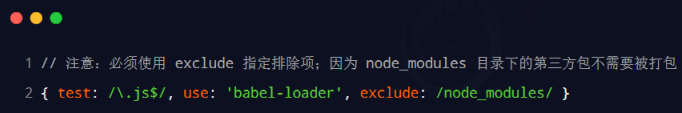 1 // 注意：必须使用 exclude 指定排除项；因为 node_modules 目录下的第三方包不需要被打包
2 { test: /\.js$/, use: 'babel-loader', exclude: /node_modules/ }